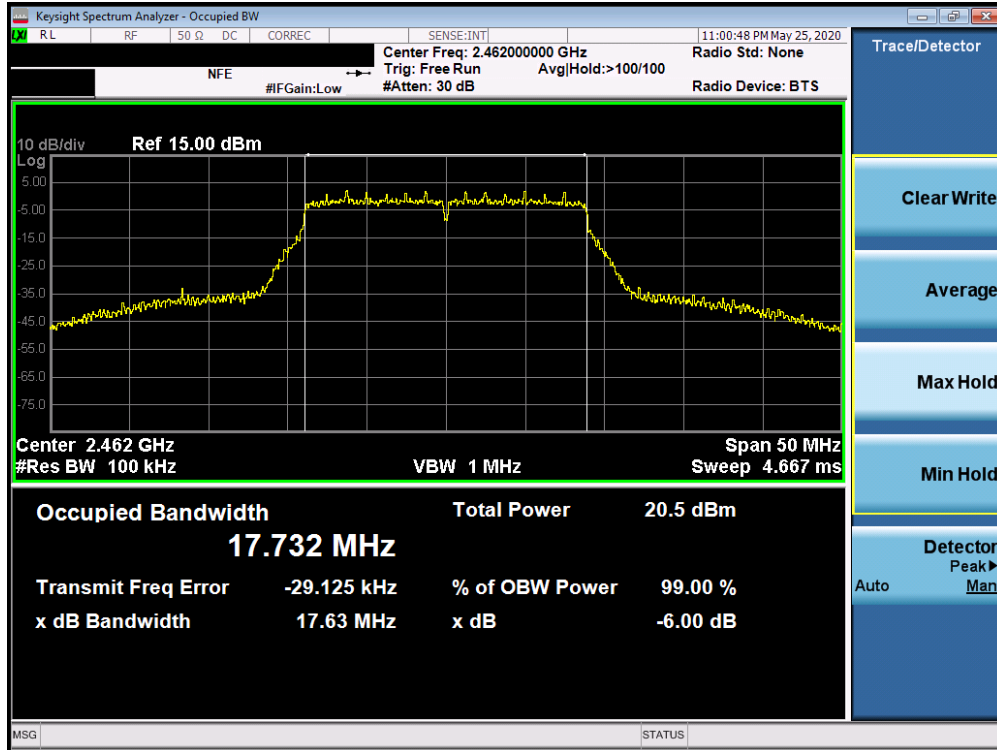 Keysight Spectrum Analyzer - Occupied BW
LXI RL RF 50 Ω DC CORREC SENSE:INT 11:00:48 PM May 25, 2020
Center Freq: 2.462000000 GHz Radio Std: None
NFE Trig: Free Run Avg|Hold:>100/100
#IFGain:Low #Atten: 30 dB Radio Device: BTS
Trace/Detector
10 dB/div Ref 15.00 dBm
Log
5.00
-5.00
-15.0
-25.0
-35.0
-45.0
-55.0
-65.0
-75.0
Center 2.462 GHz Span 50 MHz
#Res BW 100 kHz VBW 1 MHz Sweep 4.667 ms
Occupied Bandwidth Total Power 20.5 dBm
17.732 MHz
Transmit Freq Error -29.125 kHz % of OBW Power 99.00 %
x dB Bandwidth 17.63 MHz x dB -6.00 dB
Clear Write
Average
Max Hold
Min Hold
Detector
Peak▶
Auto Man
MSG STATUS